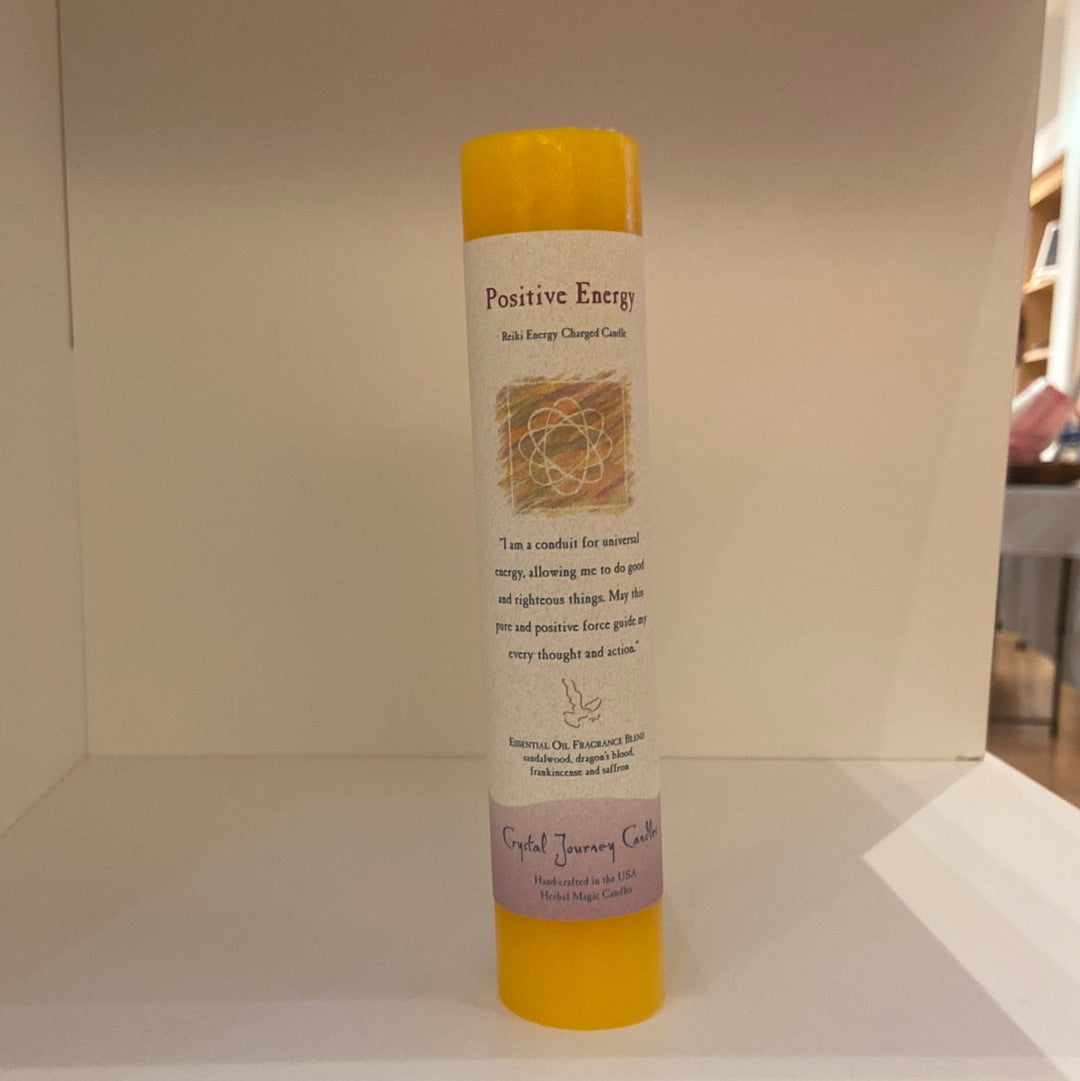 Positive Energy
Reiki Energy Charged Candle
"I am a conduit for universal
energy, allowing me to do good
and righteous things. May this
pure and positive force guide my
every thought and action."
Essential Oil Fragrance Blend
sandalwood, dragon's blood,
frankincense and saffron
Crystal Journey Candles
Hand-crafted in the USA
Herbal Magic Candles